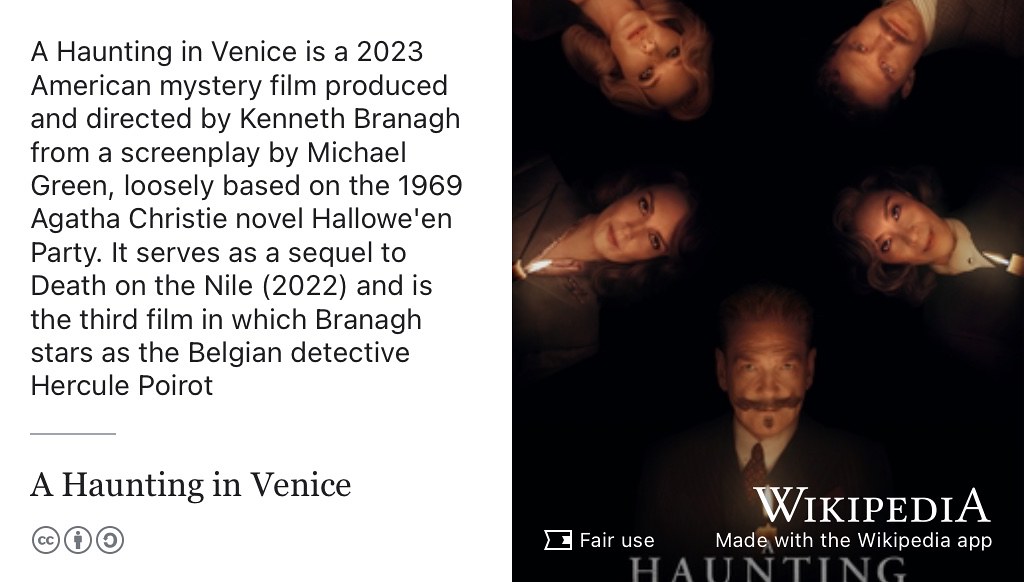 A Haunting in Venice is a 2023
American mystery film produced
and directed by Kenneth Branagh
from a screenplay by Michael
Green, loosely based on the 1969
Agatha Christie novel Hallowe'en
Party. It serves as a sequel to
Death on the Nile (2022) and is
the third film in which Branagh
stars as the Belgian detective
Hercule Poirot
A Haunting in Venice
cc
WIKIPEDIA
Fair use
Made with the Wikipedia app
A
HAUNTING